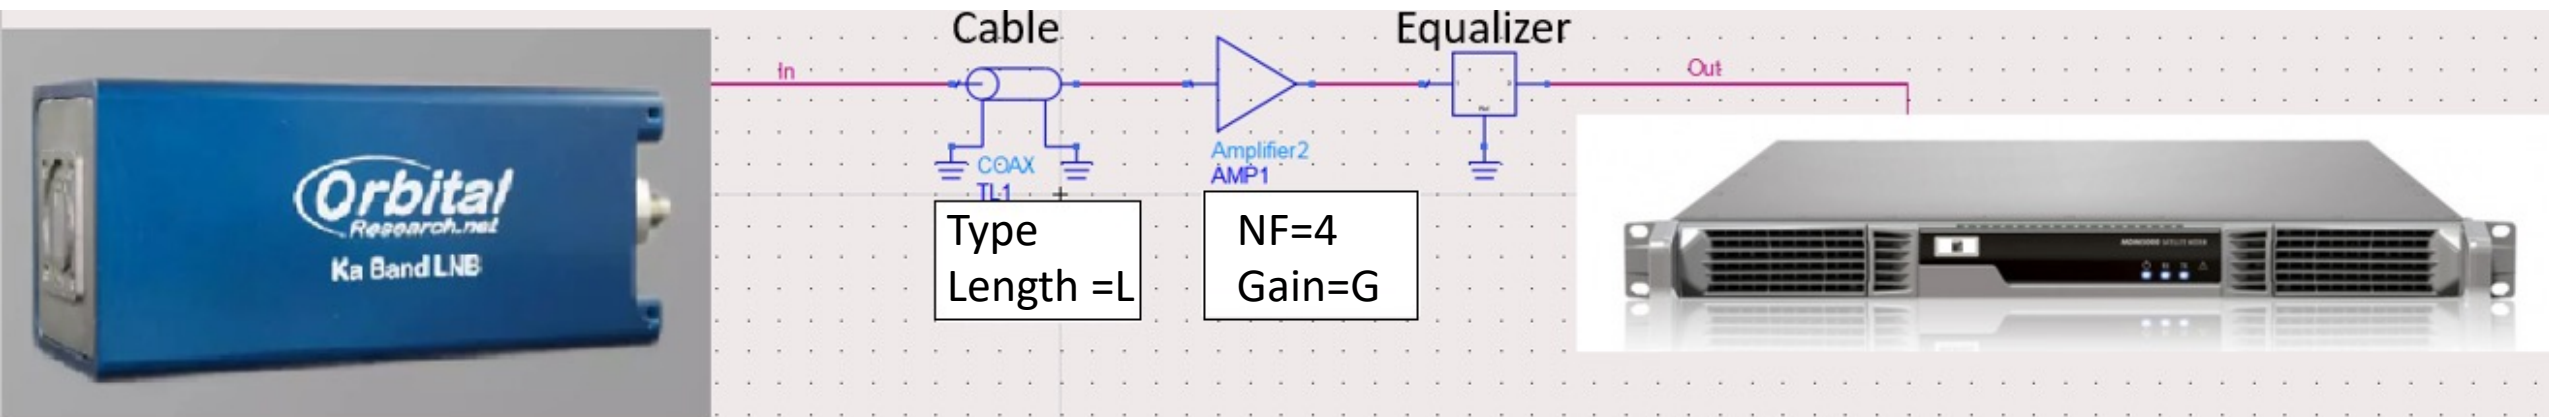 Cable
Equalizer
In
Out
Orbital
Research.net
Ka Band LNB
COAX
TL1
Type
Length =L
Amplifier2
AMP1
NF=4
Gain=G
Ref